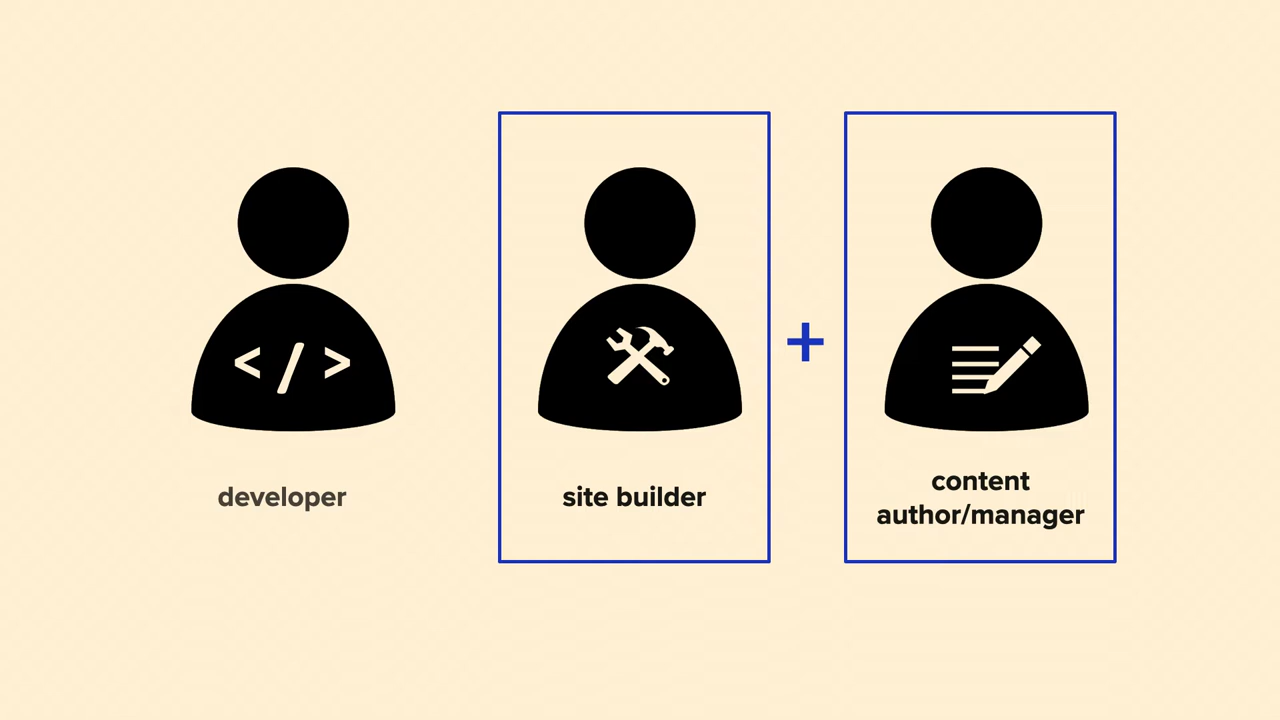 </>
developer
site builder
+
content
author/manager